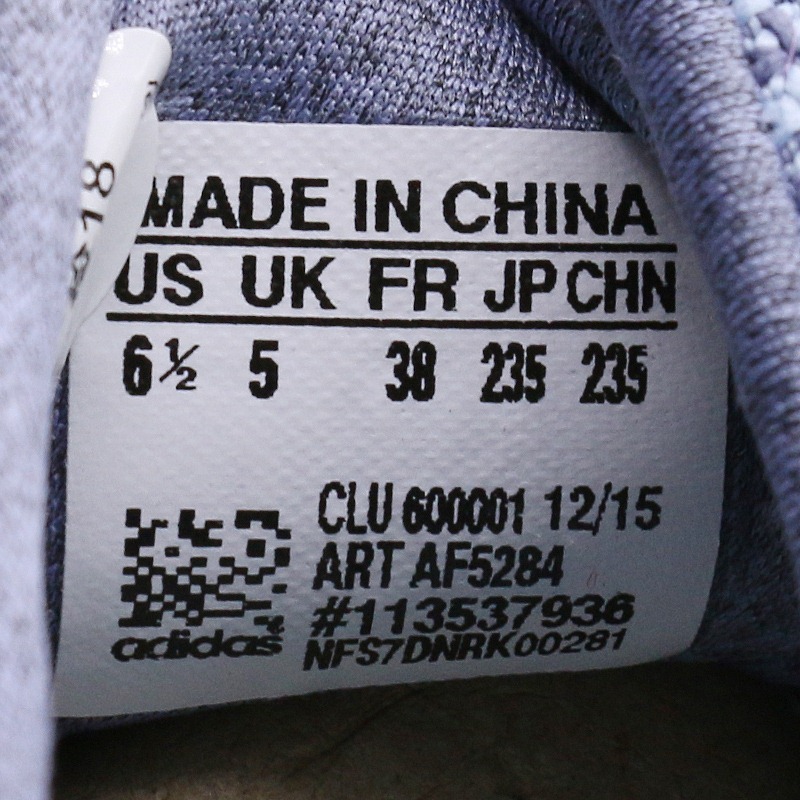 MADE IN CHINA
US UK FR JP CHN
6½ 5 38 235 235
CLU 600001 12/15
ART AF5284
#113537936
NFS7DNRK00281
adidas